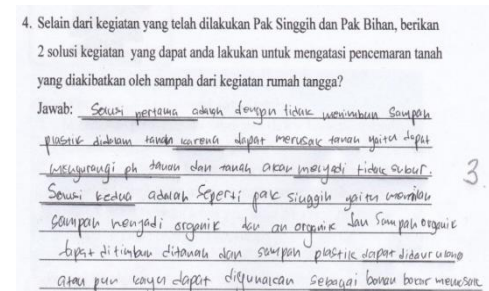 4. Selain dari kegiatan yang telah dilakukan Pak Singgih dan Pak Bihan, berikan
2 solusi kegiatan yang dapat anda lakukan untuk mengatasi pencemaran tanah
yang diakibatkan oleh sampah dari kegiatan rumah tangga?
Jawab: Solusi pertama adalah dengan tidak menimbun sampah
plastik didalam tanah karena dapat merusak tanah yaitu dapat
mengurangi ph tanah dan tanah akan menjadi tidak subur.
3
Solusi kedua adalah seperti pak singgih yaitu memilah
sampah menjadi organik dan an organik dan sampah organik
dapat ditimbun ditanah dan sampah plastik dapat didaur ulang
atau pun kayu dapat digunakan sebagai bahan bakar memasak